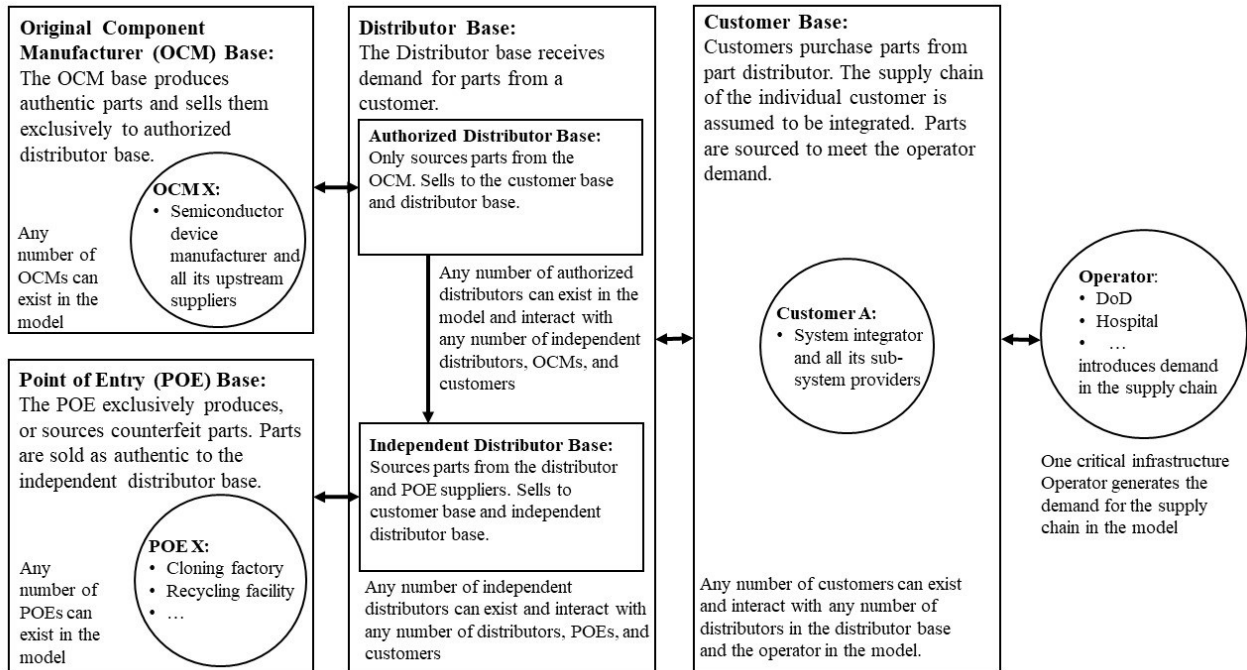 Original Component
Manufacturer (OCM) Base:
The OCM base produces
authentic parts and sells them
exclusively to authorized
distributor base.
OCM X:
• Semiconductor
device
manufacturer and
all its upstream
suppliers
Any
number of
OCMs can
exist in the
model
Point of Entry (POE) Base:
The POE exclusively produces,
or sources counterfeit parts. Parts
are sold as authentic to the
independent distributor base.
POE X:
• Cloning factory
• Recycling facility
• …
Any
number of
POEs can
exist in the
model
Distributor Base:
The Distributor base receives
demand for parts from a
customer.
Authorized Distributor Base:
Only sources parts from the
OCM. Sells to the customer base
and distributor base.
Any number of authorized
distributors can exist in the
model and interact with
any number of independent
distributors, OCMs, and
customers
Independent Distributor Base:
Sources parts from the distributor
and POE suppliers. Sells to
customer base and independent
distributor base.
Any number of independent
distributors can exist and interact with
any number of distributors, POEs, and
customers
Customer Base:
Customers purchase parts from
part distributor. The supply chain
of the individual customer is
assumed to be integrated. Parts
are sourced to meet the operator
demand.
Customer A:
• System integrator
and all its sub-
system providers
Any number of customers can exist
and interact with any number of
distributors in the distributor base
and the operator in the model.
Operator:
• DoD
• Hospital
• …
introduces demand
in the supply chain
One critical infrastructure
Operator generates the
demand for the supply
chain in the model